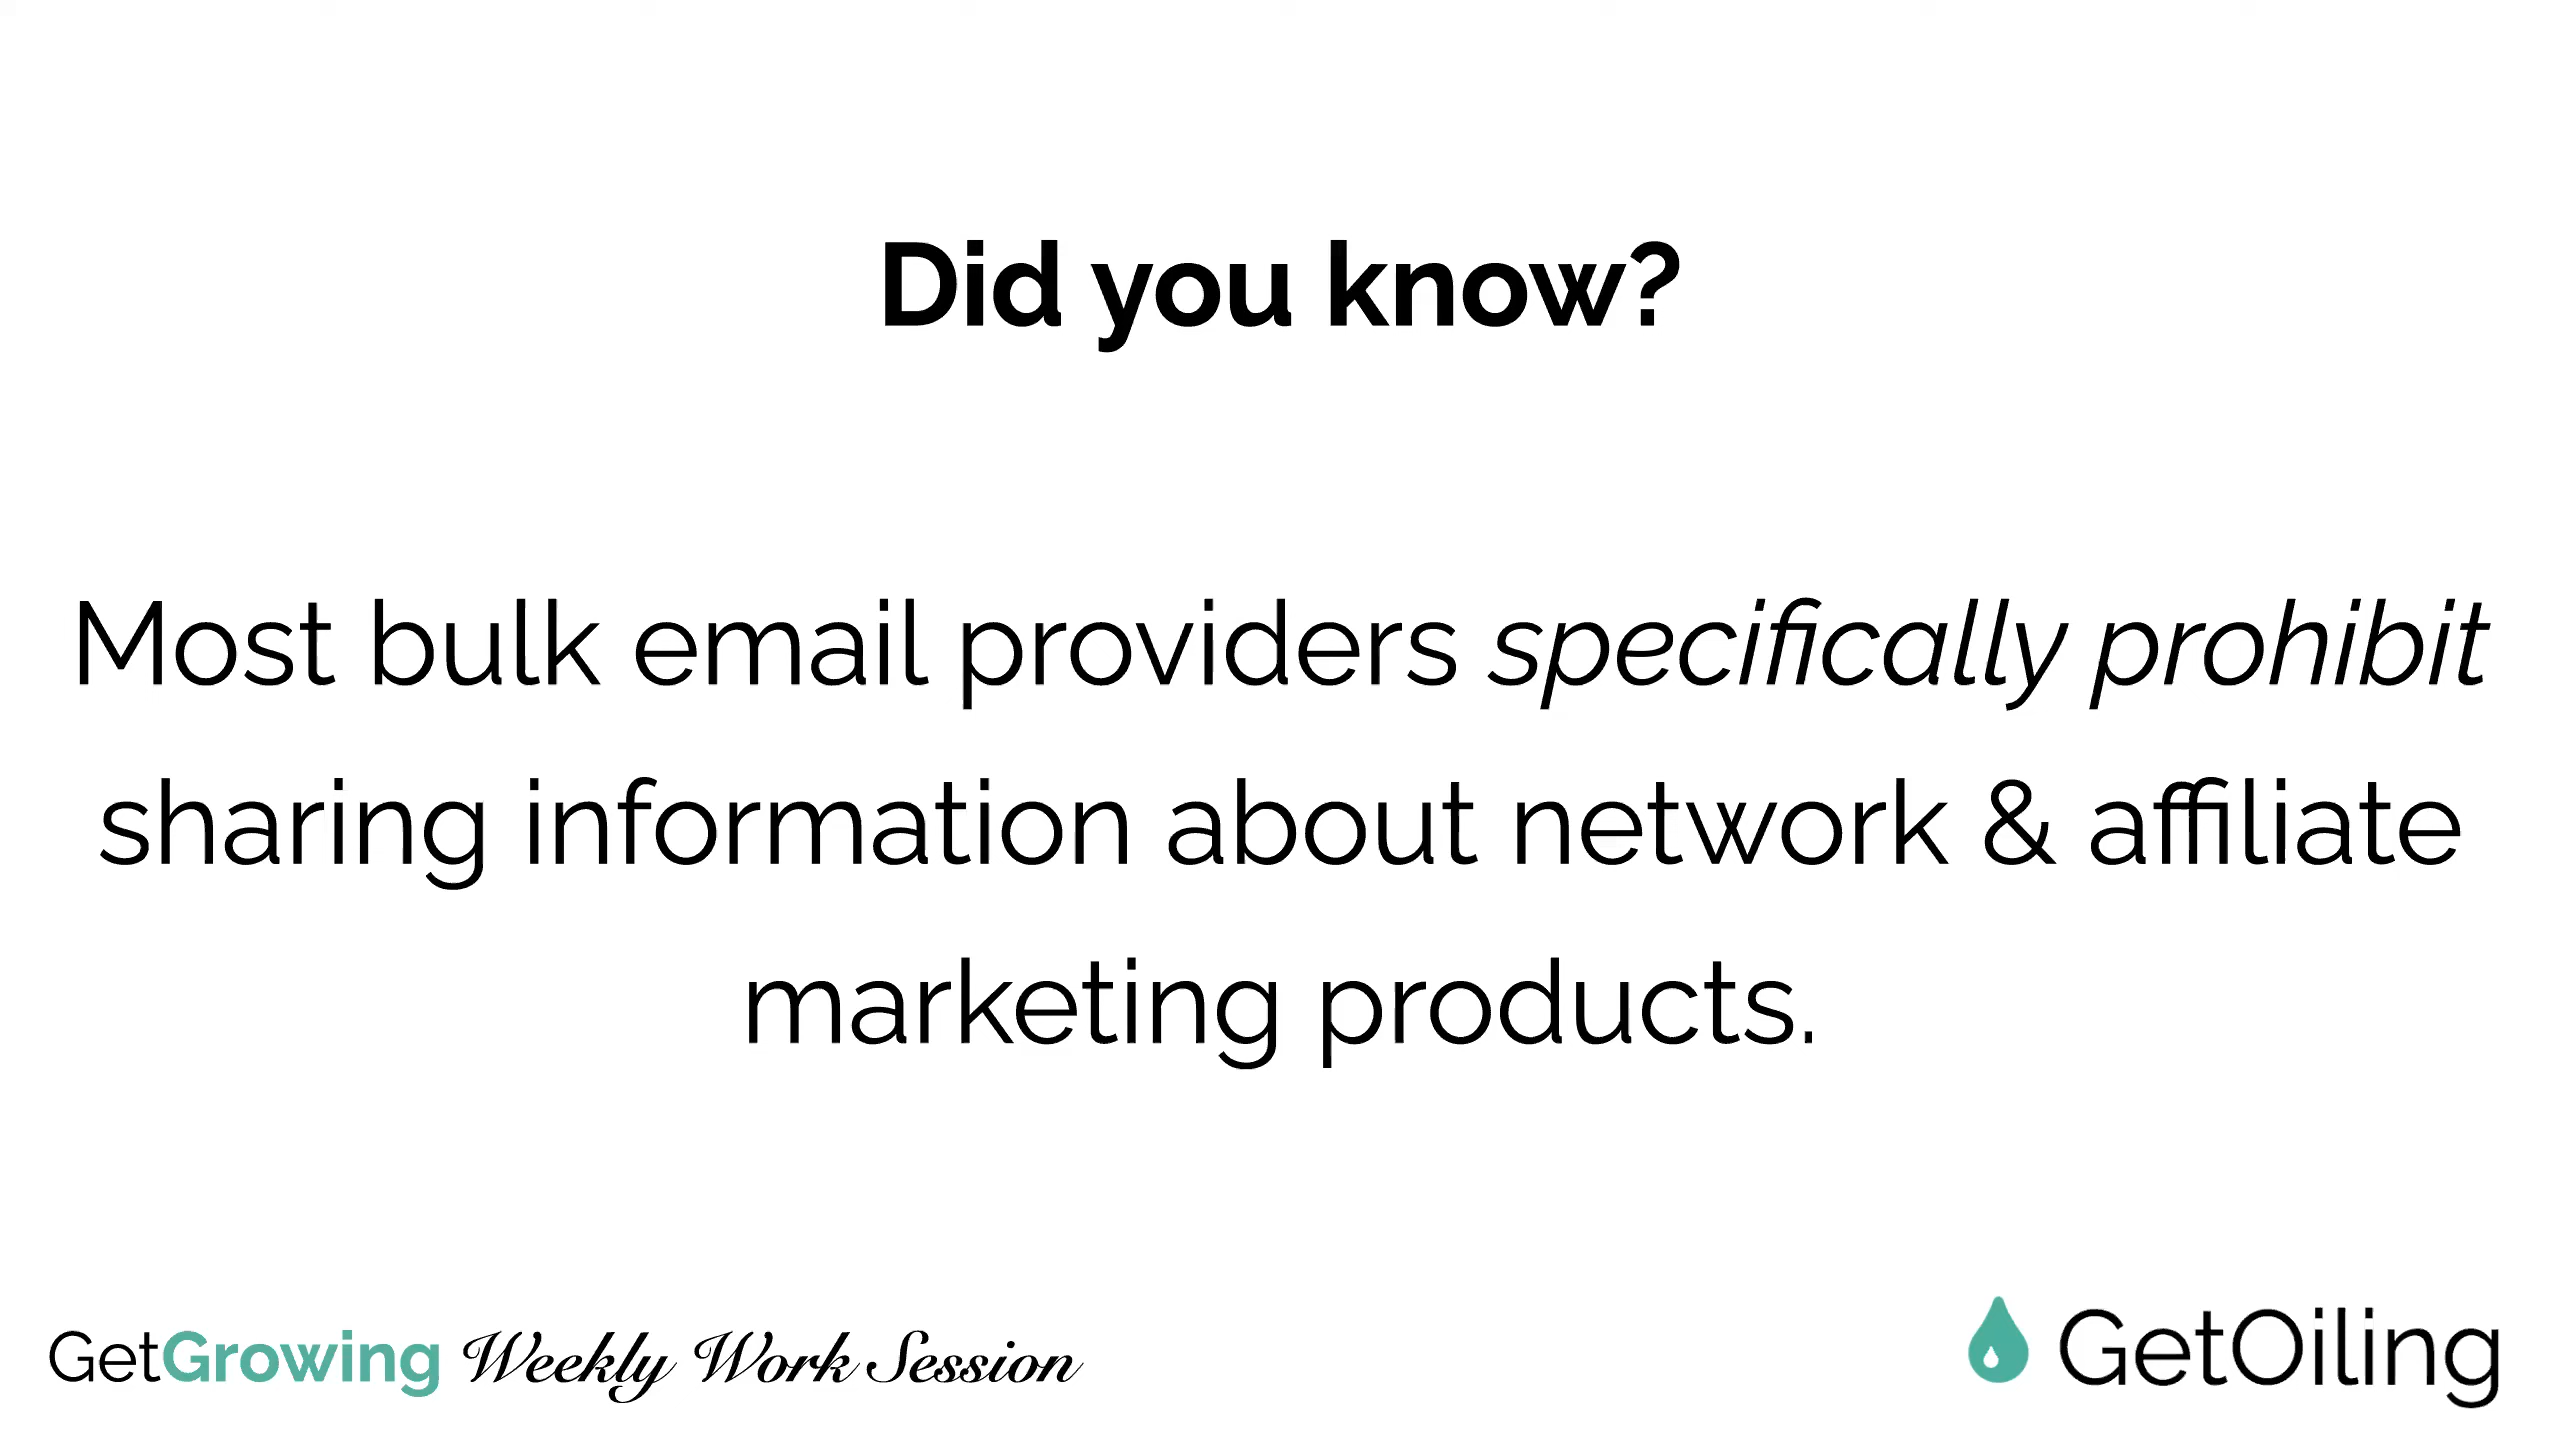 Did you know?
Most bulk email providers specifically prohibit
sharing information about network & affiliate
marketing products.
GetGrowing Weekly Work Session
GetOiling